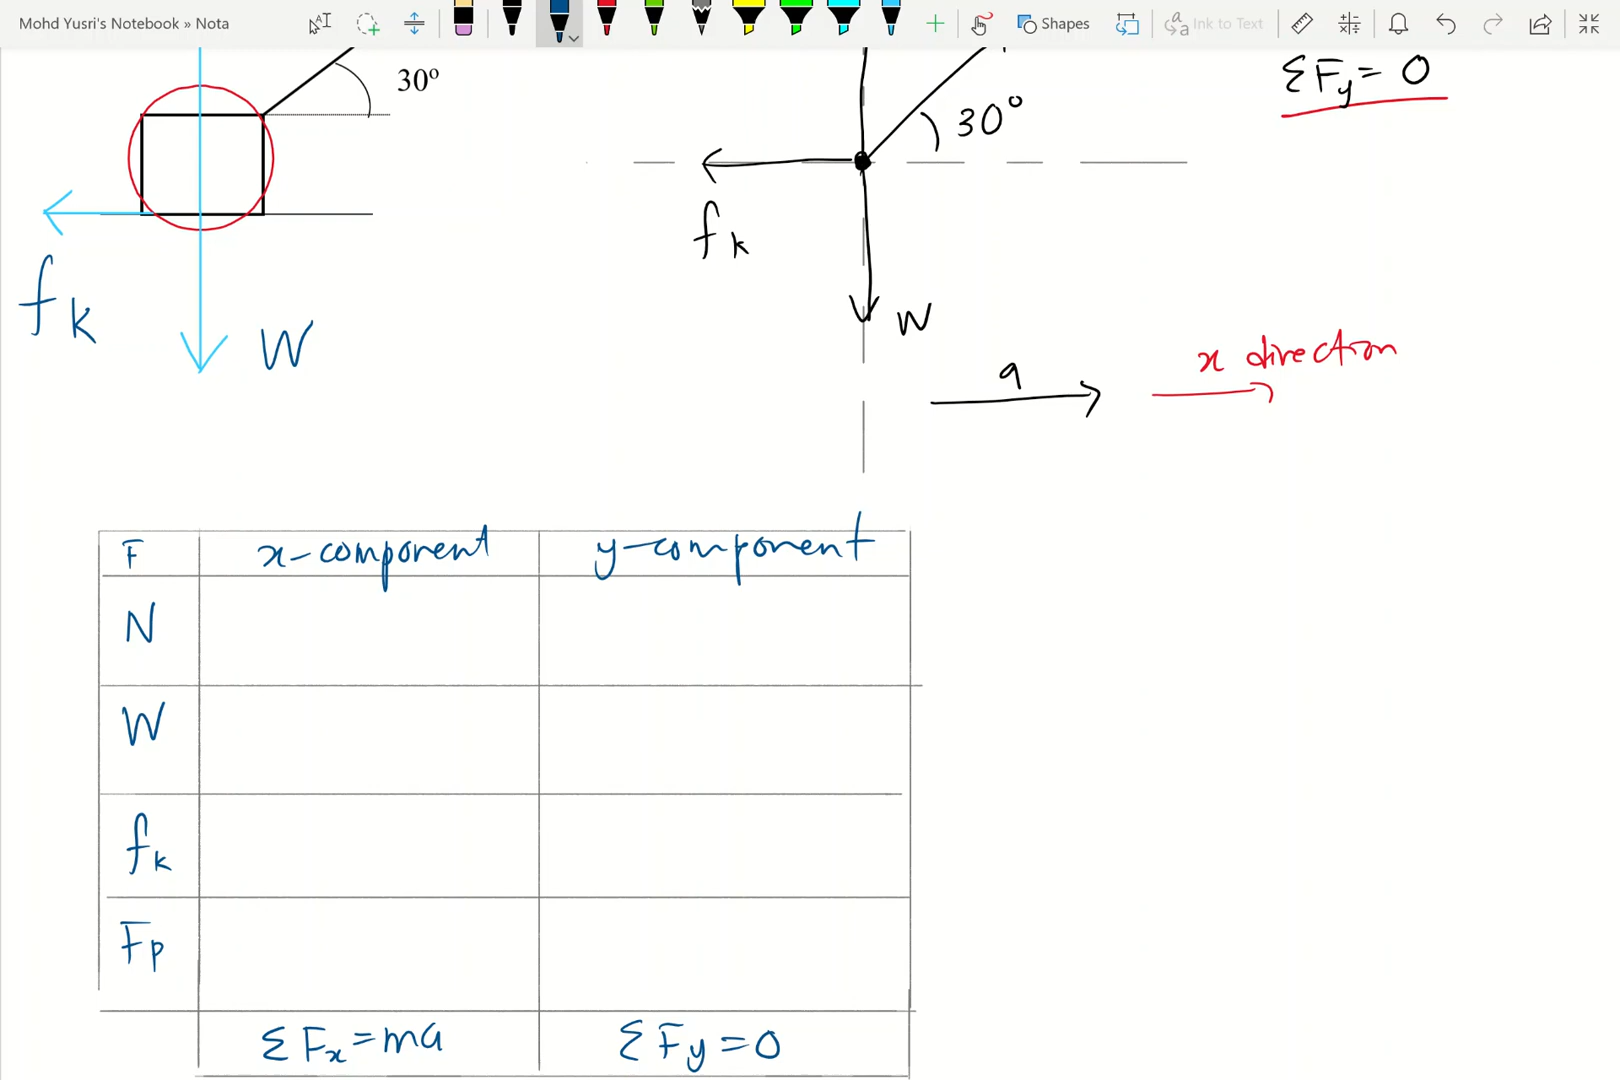 Mohd Yusri's Notebook » Nota
Shapes
Ink to Text
30°
fk
W
30°
fk
W
ΣFy = 0
a
x direction
F x-component y-component
N
W
fk
Fp
ΣFx = ma ΣFy = 0